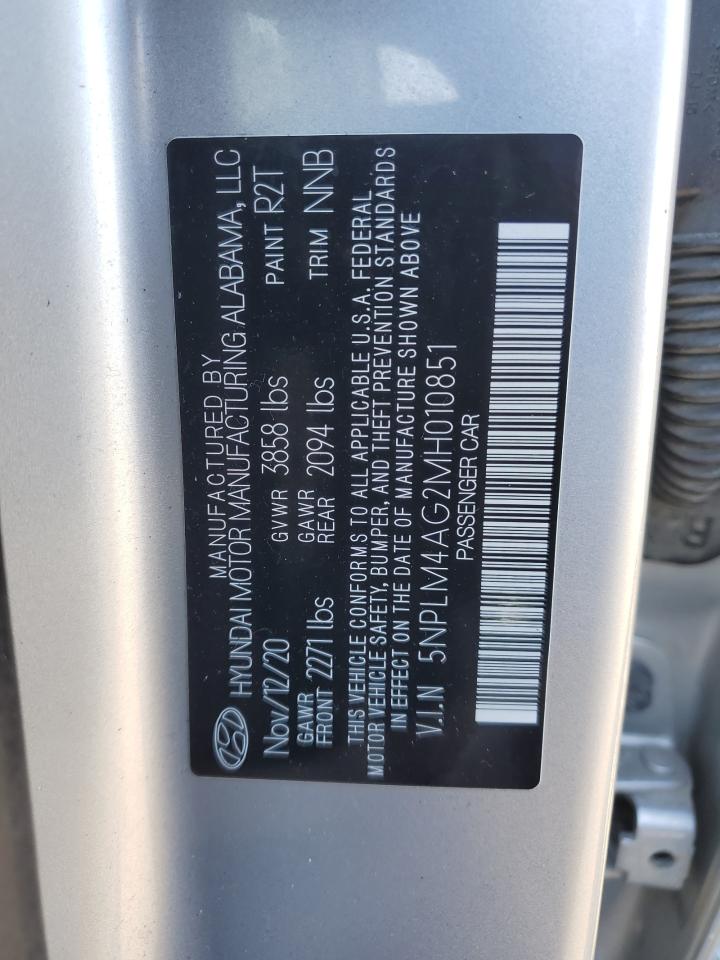 MANUFACTURED BY
HYUNDAI MOTOR MANUFACTURING ALABAMA, LLC
Nov/12/20 GVWR 3858 lbs PAINT R2T
GAWR FRONT 2271 lbs GAWR REAR 2094 lbs TRIM NNB
THIS VEHICLE CONFORMS TO ALL APPLICABLE U.S.A. FEDERAL
MOTOR VEHICLE SAFETY, BUMPER, AND THEFT PREVENTION STANDARDS
IN EFFECT ON THE DATE OF MANUFACTURE SHOWN ABOVE
V.I.N 5NPLM4AG2MH010851
PASSENGER CAR